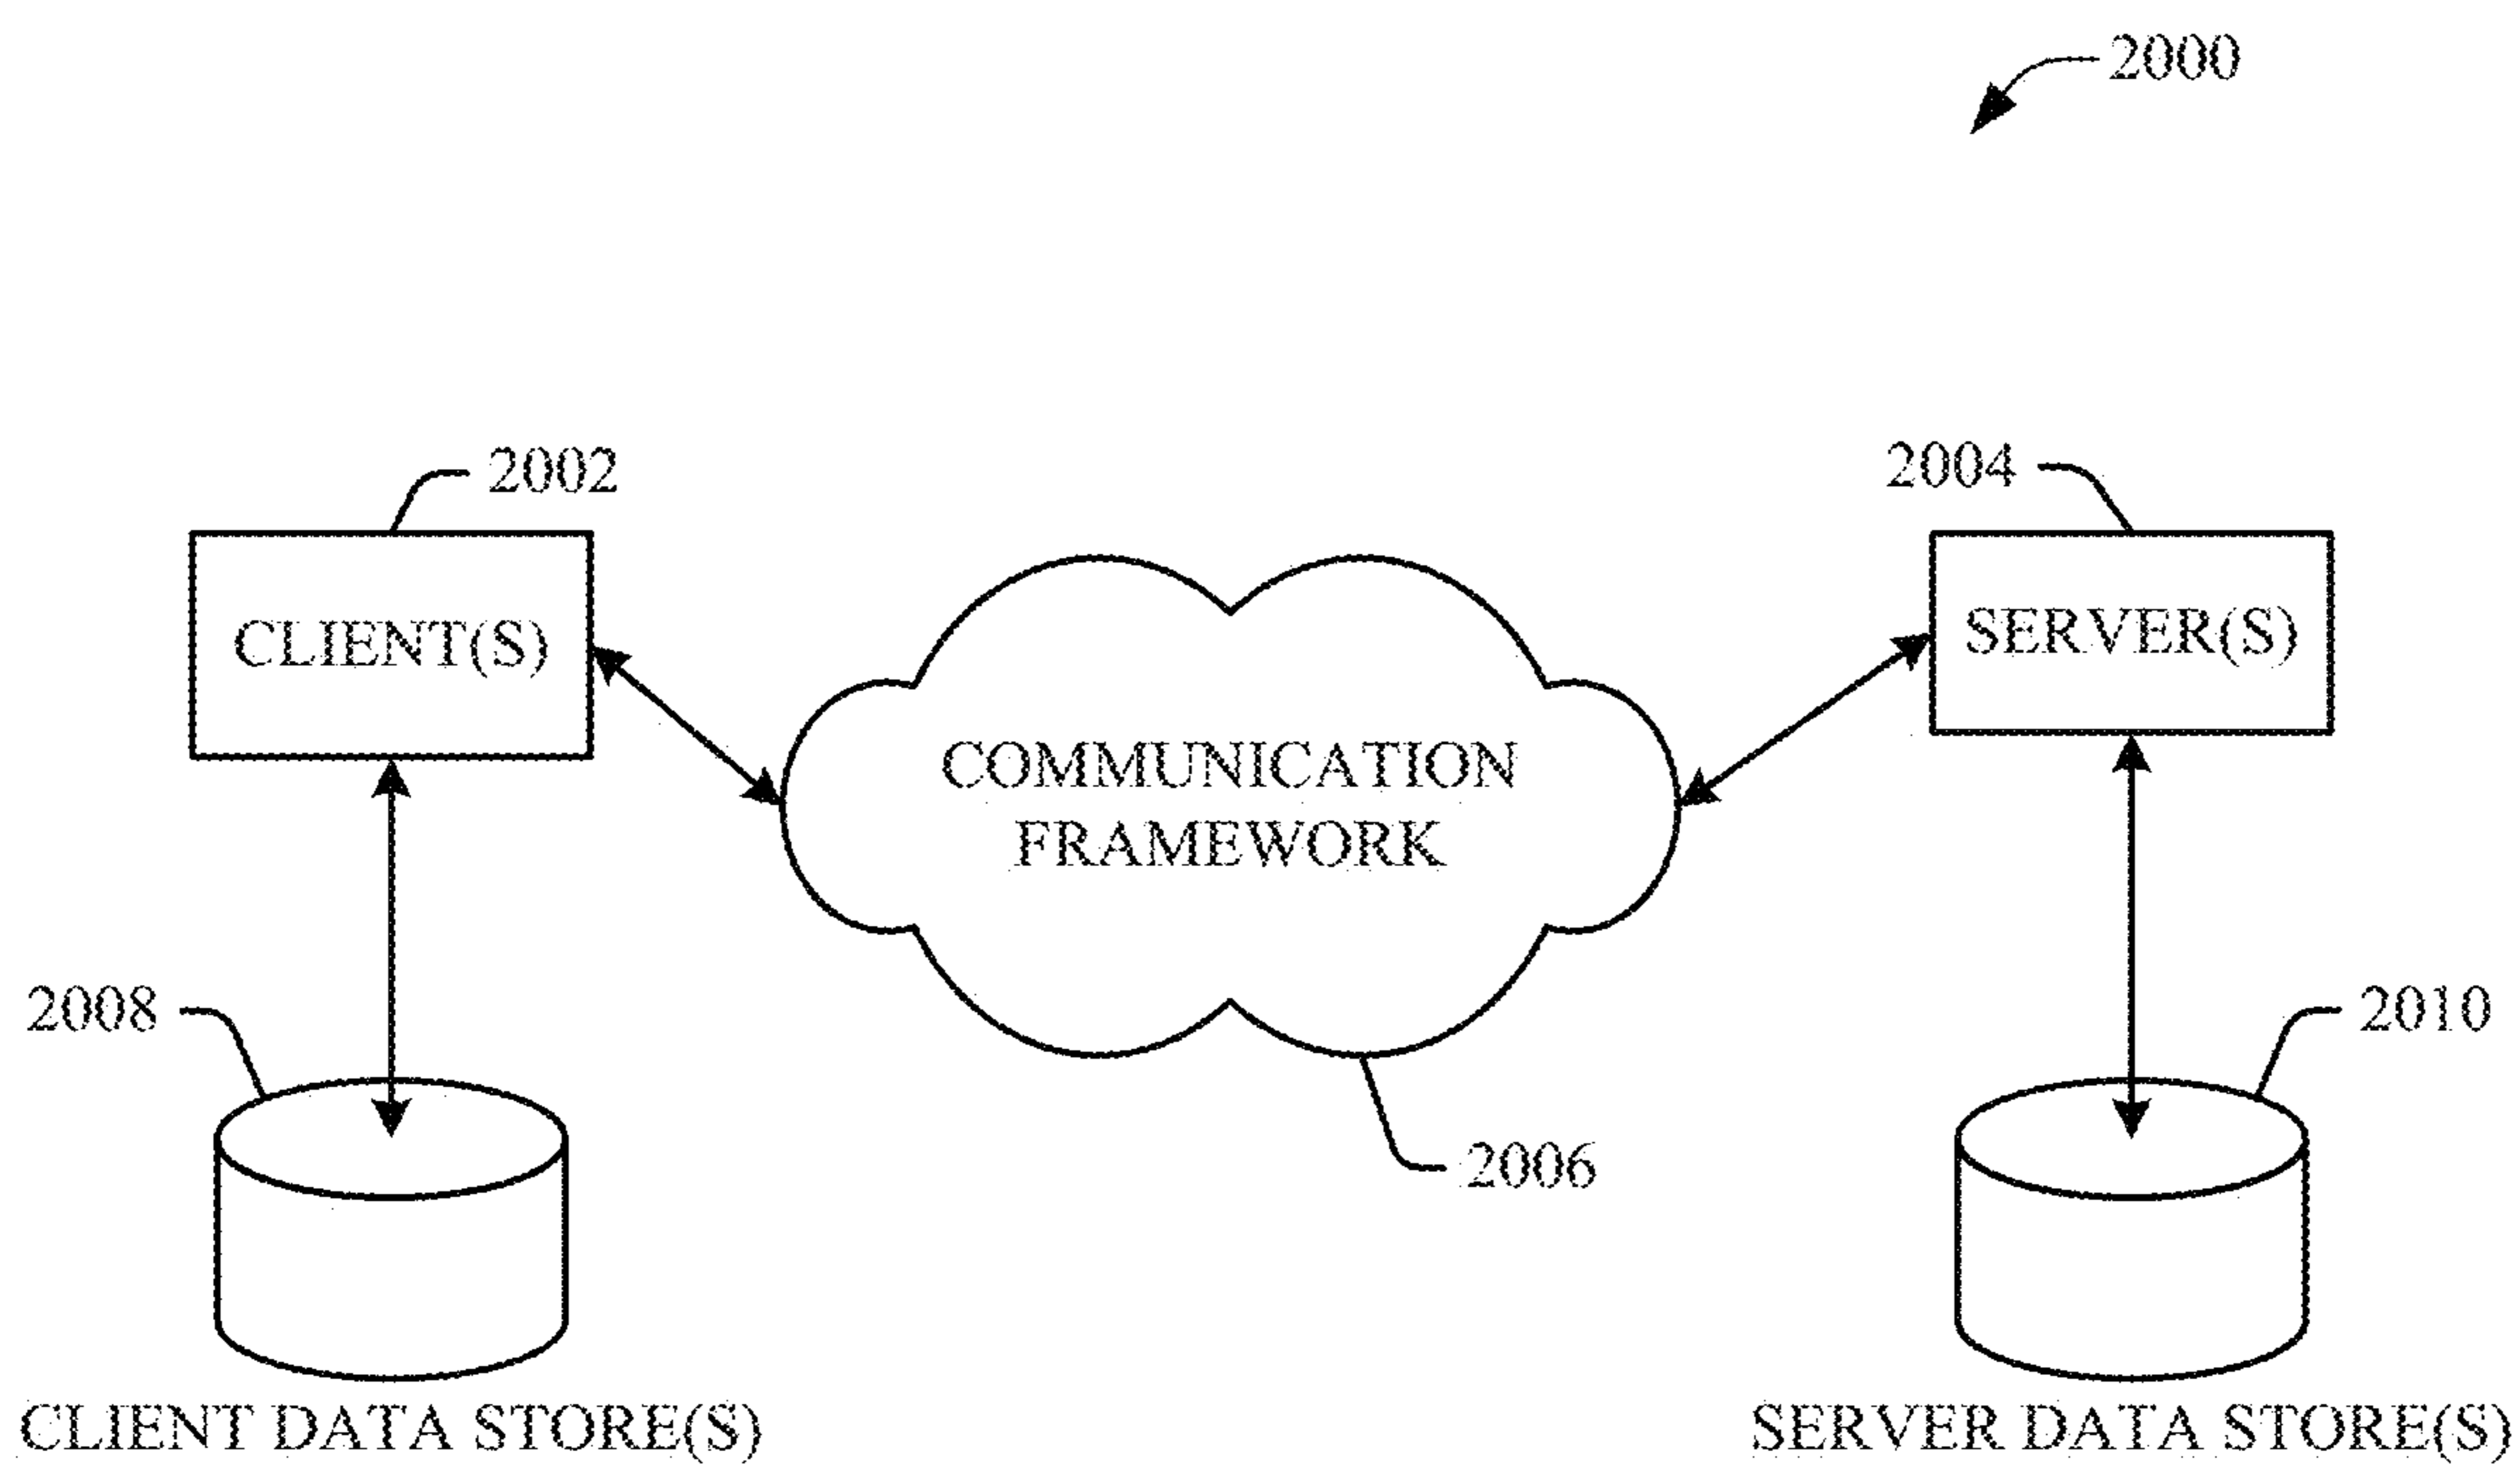 2000
2002
2004
CLIENT(S)
SERVER(S)
COMMUNICATION
FRAMEWORK
2008
2010
2006
CLIENT DATA STORE(S)
SERVER DATA STORE(S)